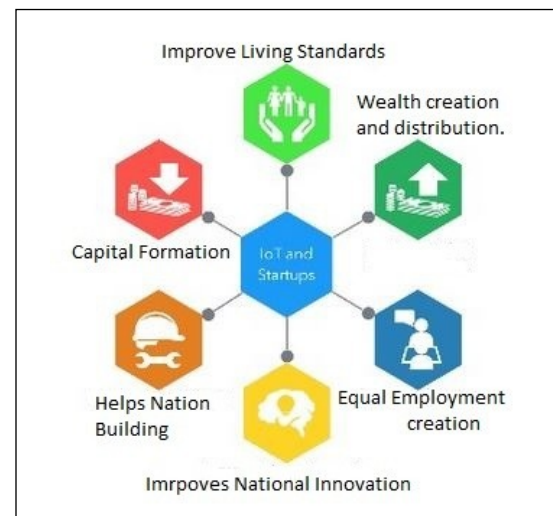 Improve Living Standards
Wealth creation
and distribution.
Capital Formation
IoT and
Startups
Helps Nation
Building
Equal Employment
creation
Imrpoves National Innovation